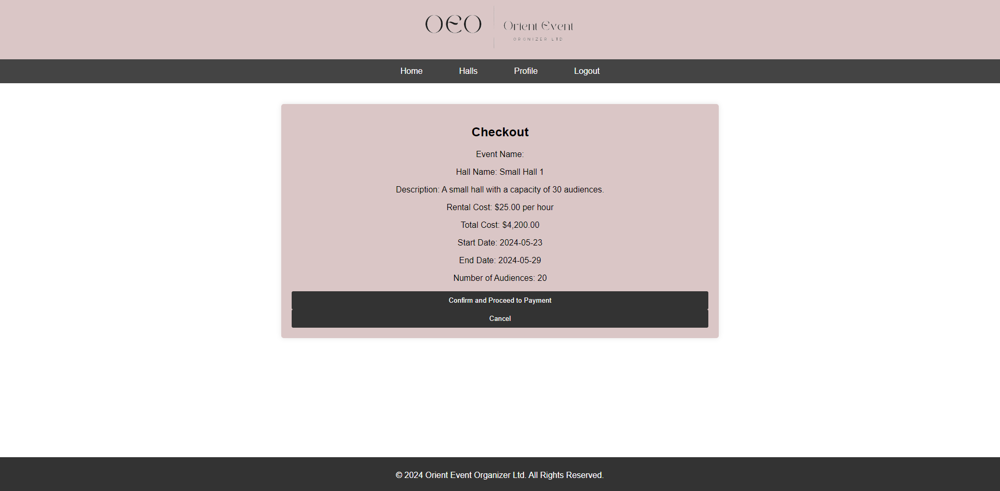 OEO
Orient Event
ORGNIZER LTD
Home Halls Profile Logout
Checkout
Event Name:
Hall Name: Small Hall 1
Description: A small hall with a capacity of 30 audiences.
Rental Cost: $25.00 per hour
Total Cost: $4,200.00
Start Date: 2024-05-23
End Date: 2024-05-29
Number of Audiences: 20
Confirm and Proceed to Payment
Cancel
© 2024 Orient Event Organizer Ltd. All Rights Reserved.